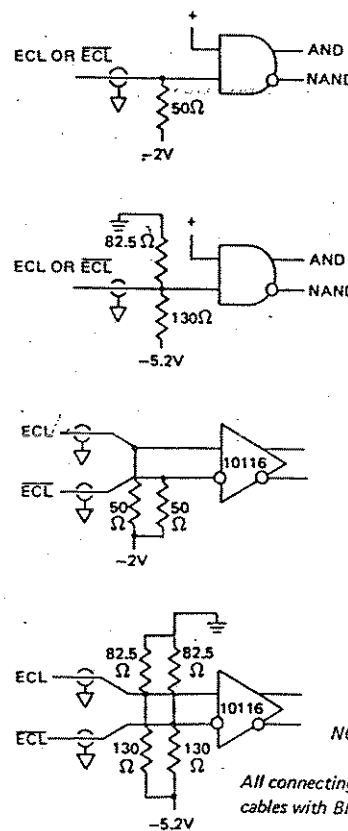 +
AND
ECL OR ECL
NAND
50Ω
-2V
82.5 Ω
+
AND
ECL OR ECL
NAND
130Ω
-5.2V
ECL
10116
ECL
50 Ω
50 Ω
-2V
82.5 Ω
82.5 Ω
ECL
10116
ECL
130 Ω
130 Ω
-5.2V
All connecting
cables with